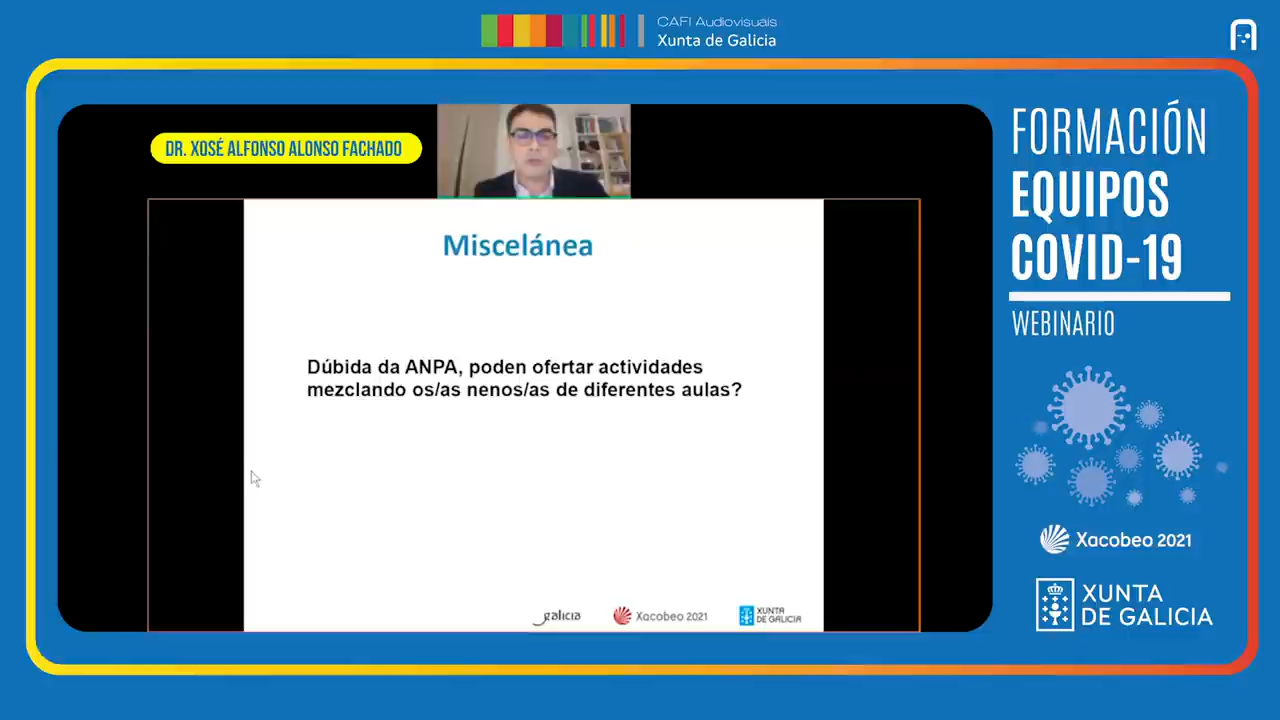 CAFI Audiovisuais
Xunta de Galicia
DR. XOSÉ ALFONSO ALONSO FACHADO
Miscelánea
Dúbida da ANPA, poden ofertar actividades
mezclando os/as nenos/as de diferentes aulas?
galicia
Xacobeo 2021
XUNTA
DE GALICIA
FORMACIÓN
EQUIPOS
COVID-19
WEBINARIO
Xacobeo 2021
XUNTA
DE GALICIA